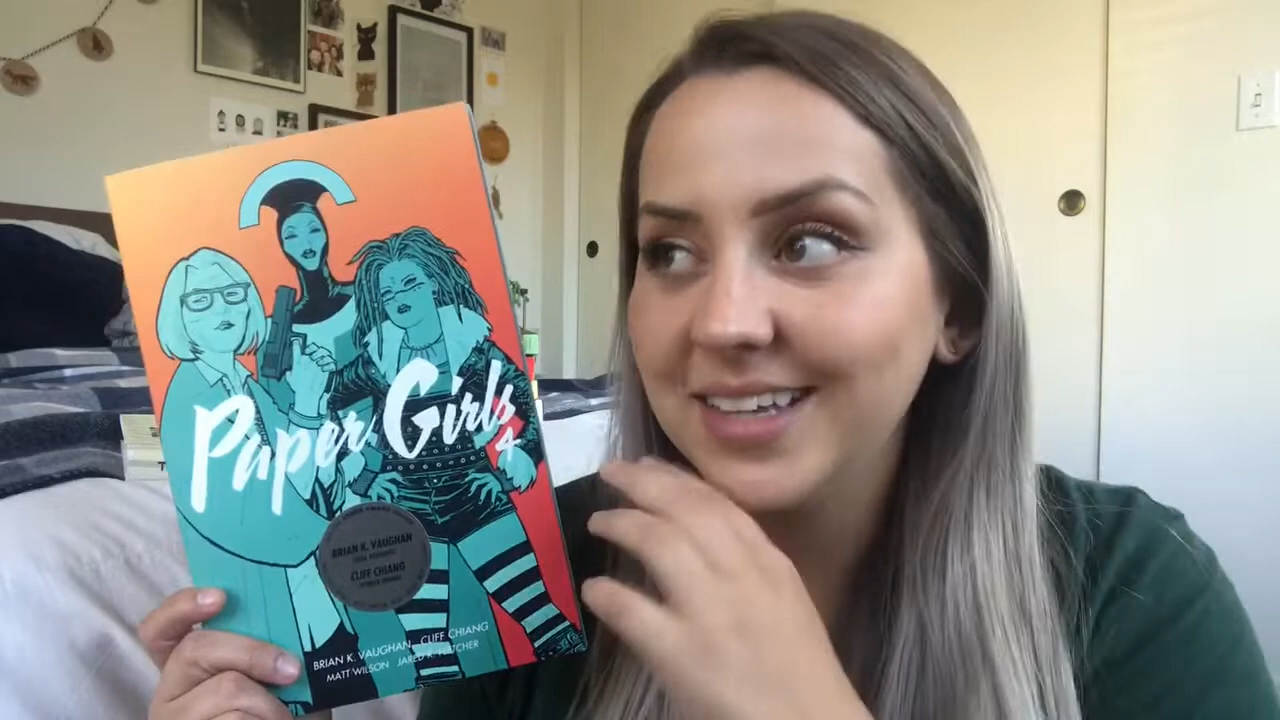 Paper Girls
4
BRIAN K. VAUGHAN
CLIFF CHIANG
BRIAN K. VAUGHAN CLIFF CHIANG
MATT WILSON JARED K. FLETCHER